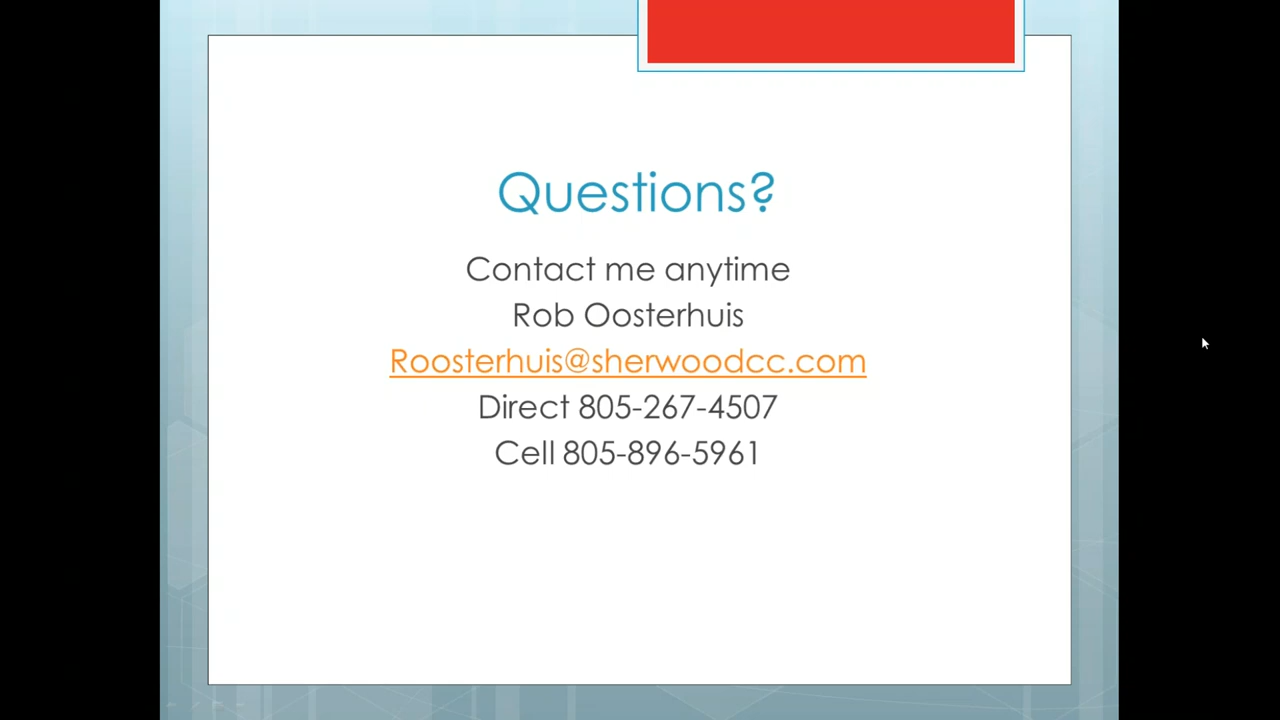 Questions?
Contact me anytime
Rob Oosterhuis
Roosterhuis@sherwoodcc.com
Direct 805-267-4507
Cell 805-896-5961